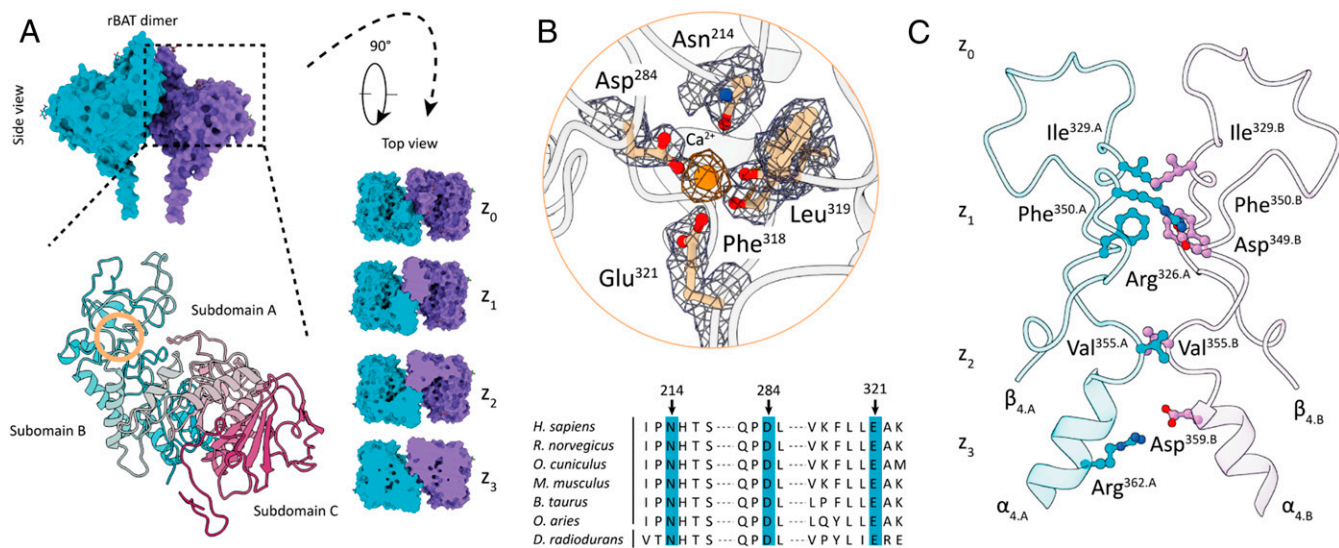 A
rBAT dimer
Side view
90°
Top view
Z0
Z1
Z2
Z3
Subdomain A
Subomain B
Subdomain C
B
Asn214
Asp284
Ca2+
Leu319
Phe318
Glu321
214 284 321
H. sapiens I P N H T S --- Q P D L --- V K F L L E A K
R. norvegicus I P N H T S --- Q P D L --- V K F L L E A K
O. cuniculus I P N H T S --- Q P D L --- V K F L L E A M
M. musculus I P N H T S --- Q P D L --- V K F L L E A K
B. taurus I P N H T S --- Q P D L --- L P F L L E A K
O. aries I P N H T S --- Q P D L --- L Q Y L L E A K
D. radiodurans V T N H T S --- Q P D L --- V P Y L I E R E
C
Z0
Ile329.A
Ile329.B
Z1
Phe350.A
Phe350.B
Asp349.B
Arg326.A
Z2
Val355.A
Val355.B
β4.A
β4.B
Z3
Asp359.B
Arg362.A
α4.A
α4.B